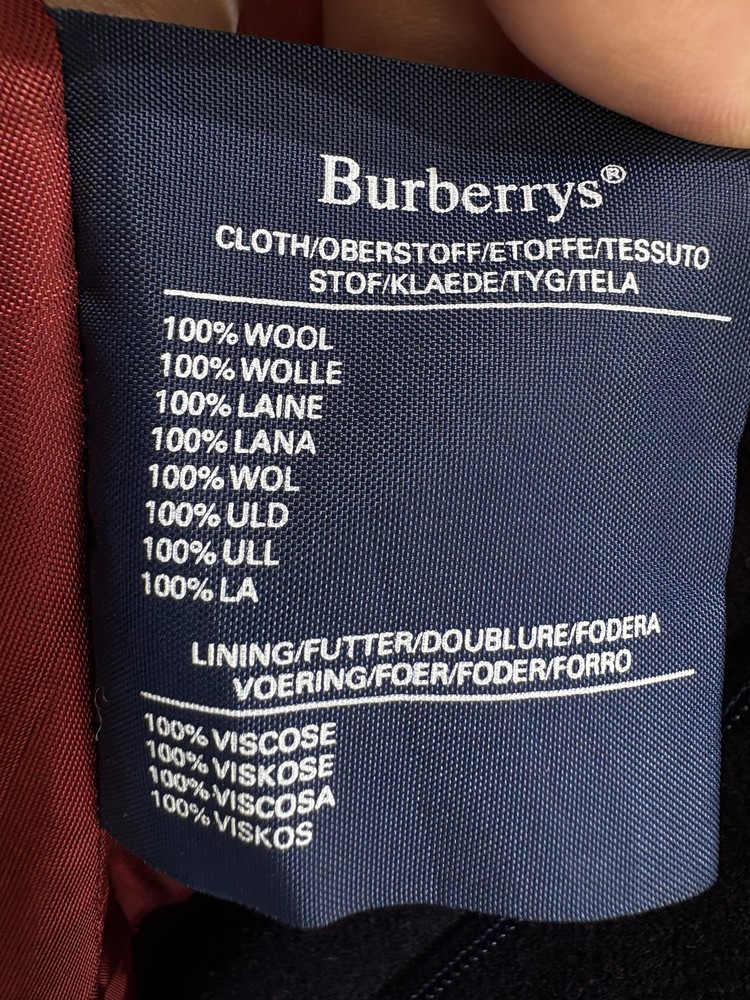 Burberrys®
CLOTH/OBERSTOFF/ETOFFE/TESSUTO
STOF/KLAEDE/TYG/TELA
100% WOOL
100% WOLLE
100% LAINE
100% LANA
100% WOL
100% ULD
100% ULL
100% LA
LINING/FUTTER/DOUBLURE/FODERA
VOERING/FOER/FODER/FORRO
100% VISCOSE
100% VISKOSE
100% VISCOSA
100% VISKOS